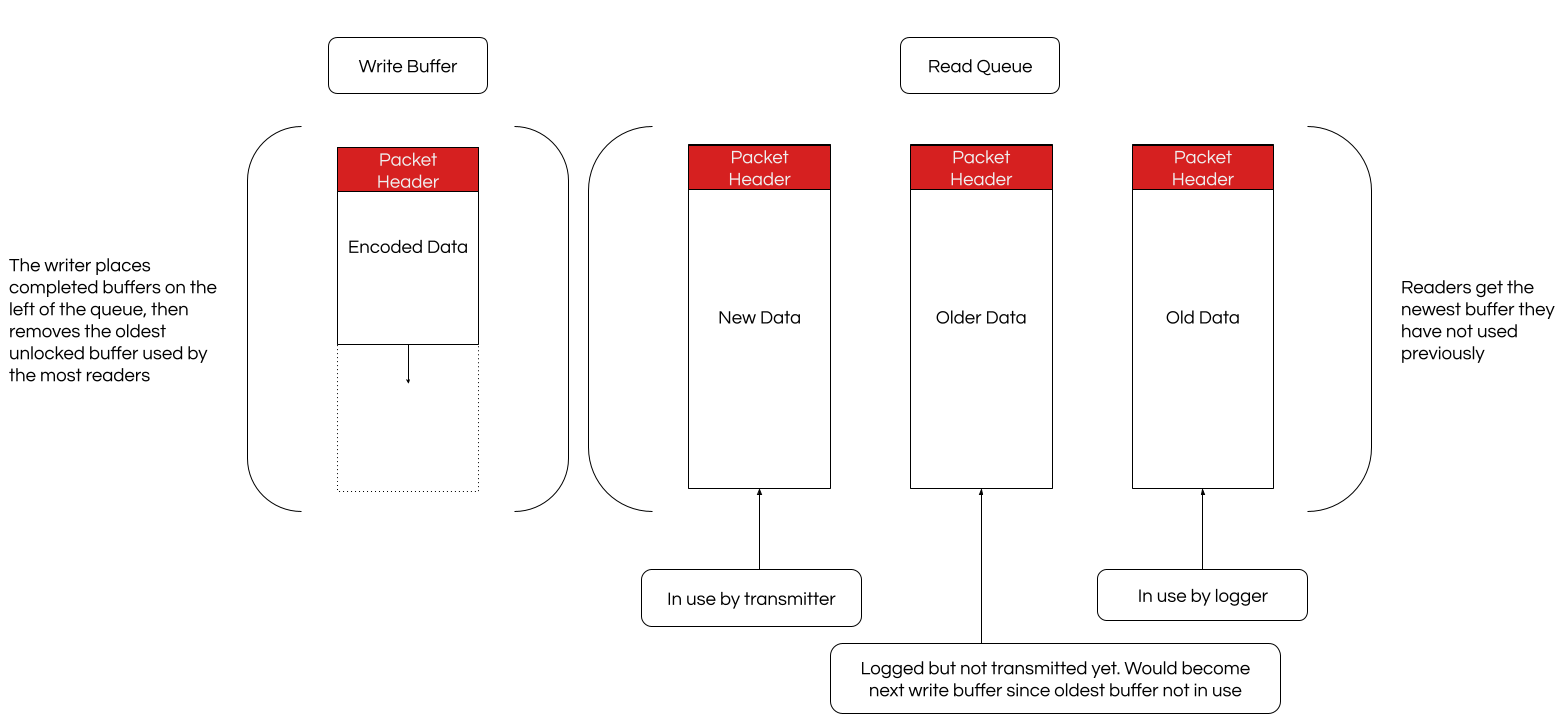 Write Buffer
Read Queue
Packet
Header
Encoded Data
Packet
Header
New Data
Packet
Header
Older Data
Packet
Header
Old Data
The writer places
completed buffers on the
left of the queue, then
removes the oldest
unlocked buffer used by
the most readers
Readers get the
newest buffer they
have not used
previously
In use by transmitter
In use by logger
Logged but not transmitted yet. Would become
next write buffer since oldest buffer not in use